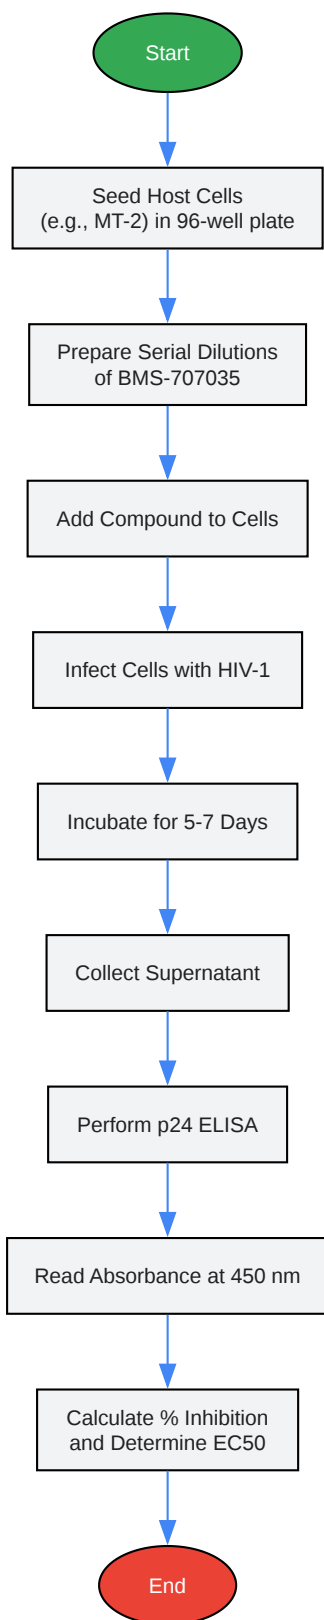 Start
Seed Host Cells
(e.g., MT-2) in 96-well plate
Prepare Serial Dilutions
of BMS-707035
Add Compound to Cells
Infect Cells with HIV-1
Incubate for 5-7 Days
Collect Supernatant
Perform p24 ELISA
Read Absorbance at 450 nm
Calculate % Inhibition
and Determine EC50
End